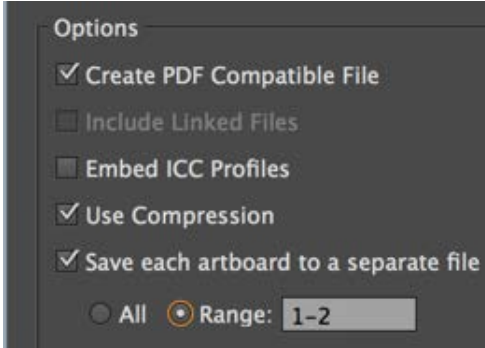 Options
Create PDF Compatible File
Include Linked Files
Embed ICC Profiles
Use Compression
Save each artboard to a separate file
All Range: 1-2